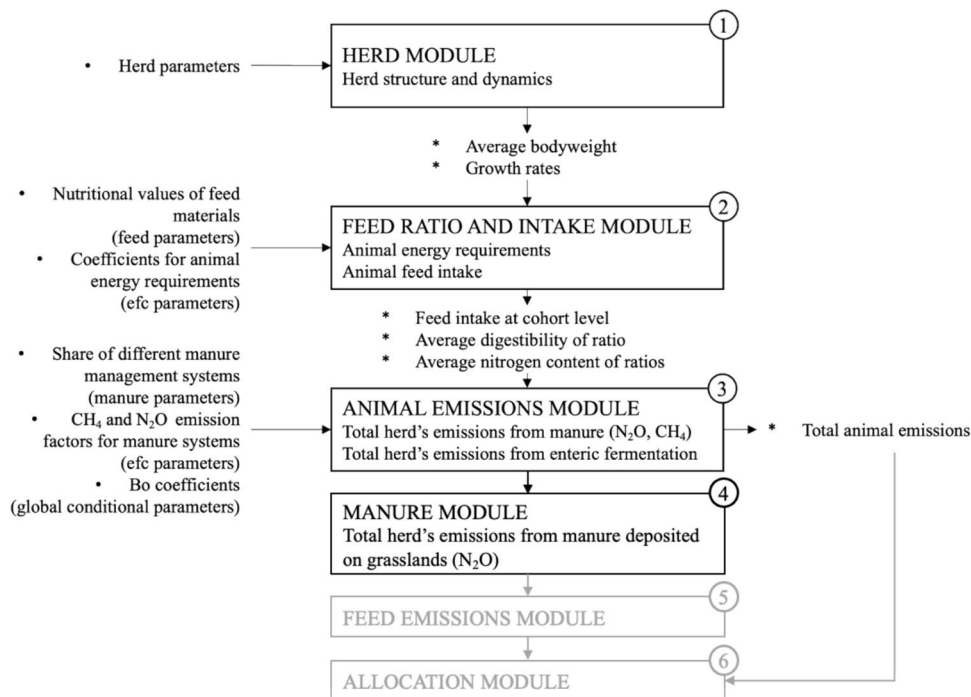 1
HERD MODULE
Herd structure and dynamics
• Herd parameters
* Average bodyweight
* Growth rates
• Nutritional values of feed
materials
(feed parameters)
• Coefficients for animal
energy requirements
(efc parameters)
2
FEED RATIO AND INTAKE MODULE
Animal energy requirements
Animal feed intake
* Feed intake at cohort level
* Average digestibility of ratio
* Average nitrogen content of ratios
• Share of different manure
management systems
(manure parameters)
• CH₄ and N₂O emission
factors for manure systems
(efc parameters)
• Bo coefficients
(global conditional parameters)
3
ANIMAL EMISSIONS MODULE
Total herd’s emissions from manure (N₂O, CH₄)
Total herd’s emissions from enteric fermentation
* Total animal emissions
4
MANURE MODULE
Total herd’s emissions from manure deposited
on grasslands (N₂O)
5
FEED EMISSIONS MODULE
6
ALLOCATION MODULE